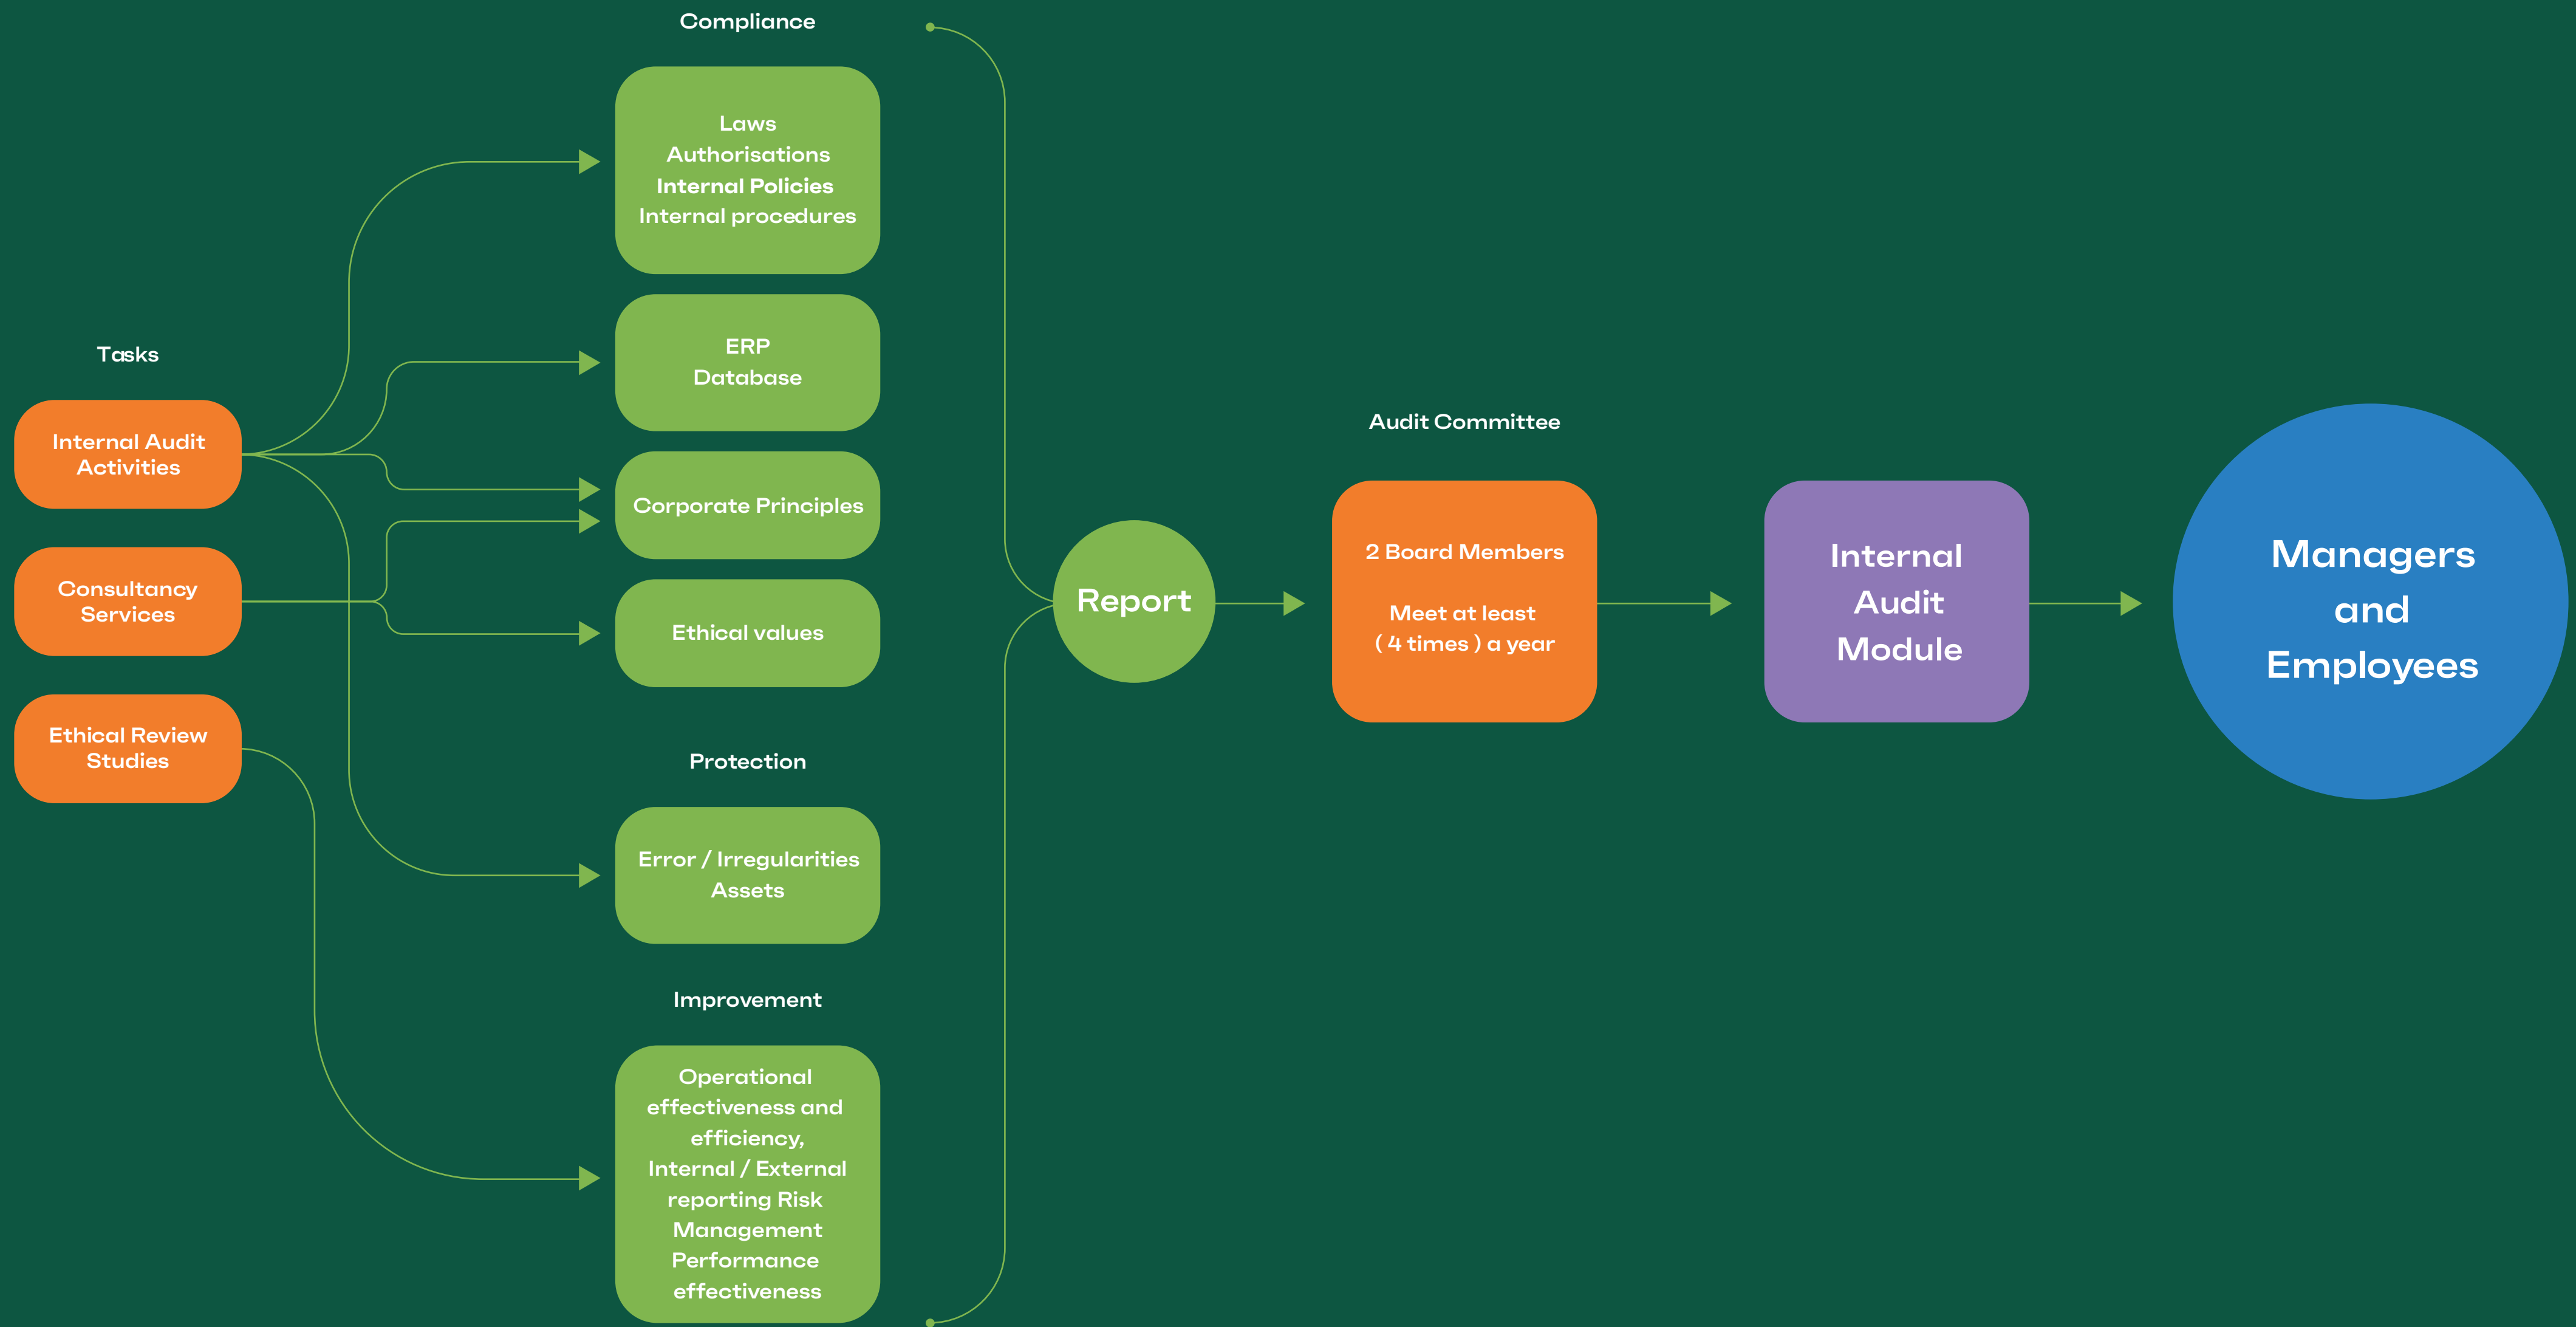 Tasks
Internal Audit
Activities
Consultancy
Services
Ethical Review
Studies
Compliance
Laws
Authorisations
Internal Policies
Internal procedures
ERP
Database
Corporate Principles
Ethical values
Protection
Error / Irregularities
Assets
Improvement
Operational
effectiveness and
efficiency,
Internal / External
reporting Risk
Management
Performance
effectiveness
Report
Audit Committee
2 Board Members
Meet at least
( 4 times ) a year
Internal
Audit
Module
Managers
and
Employees